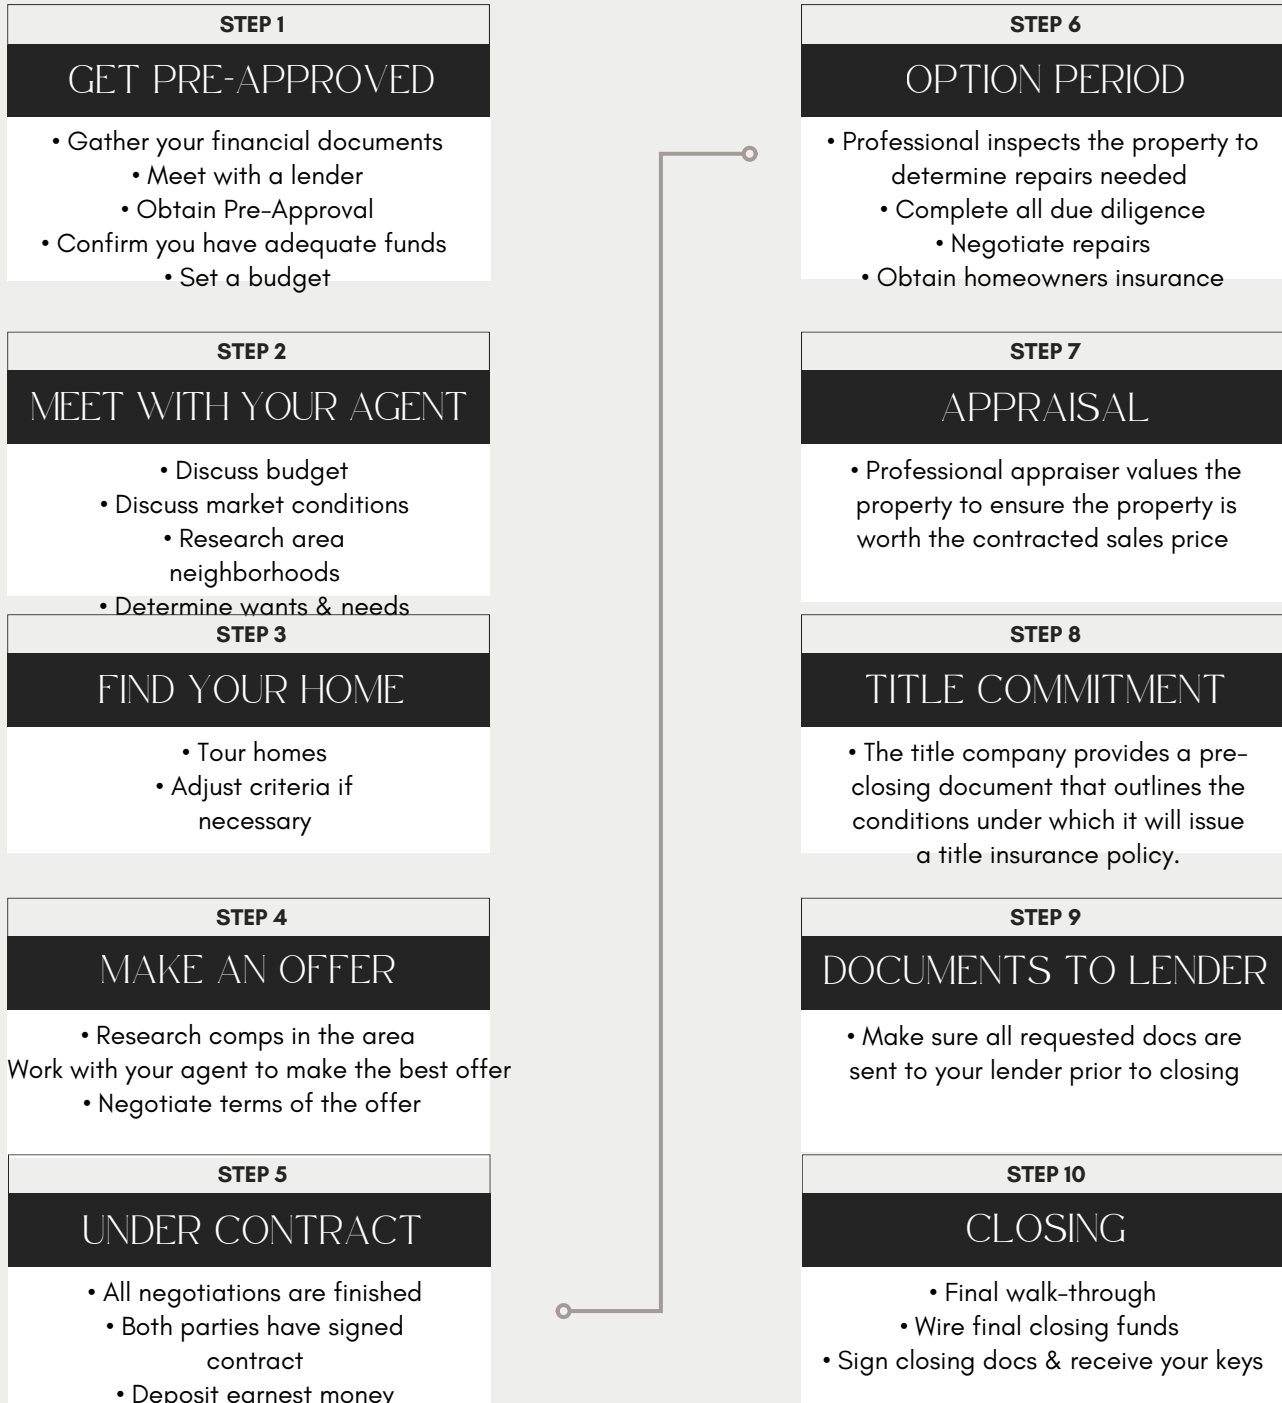 STEP 1
GET PRE-APPROVED
• Gather your financial documents
• Meet with a lender
• Obtain Pre-Approval
• Confirm you have adequate funds
• Set a budget
STEP 2
MEET WITH YOUR AGENT
• Discuss budget
• Discuss market conditions
• Research area
neighborhoods
• Determine wants & needs
STEP 3
FIND YOUR HOME
• Tour homes
• Adjust criteria if
necessary
STEP 4
MAKE AN OFFER
• Research comps in the area
Work with your agent to make the best offer
• Negotiate terms of the offer
STEP 5
UNDER CONTRACT
• All negotiations are finished
• Both parties have signed
contract
• Deposit earnest money
STEP 6
OPTION PERIOD
• Professional inspects the property to
determine repairs needed
• Complete all due diligence
• Negotiate repairs
• Obtain homeowners insurance
STEP 7
APPRAISAL
• Professional appraiser values the
property to ensure the property is
worth the contracted sales price
STEP 8
TITLE COMMITMENT
• The title company provides a pre-
closing document that outlines the
conditions under which it will issue
a title insurance policy.
STEP 9
DOCUMENTS TO LENDER
• Make sure all requested docs are
sent to your lender prior to closing
STEP 10
CLOSING
• Final walk-through
• Wire final closing funds
• Sign closing docs & receive your keys